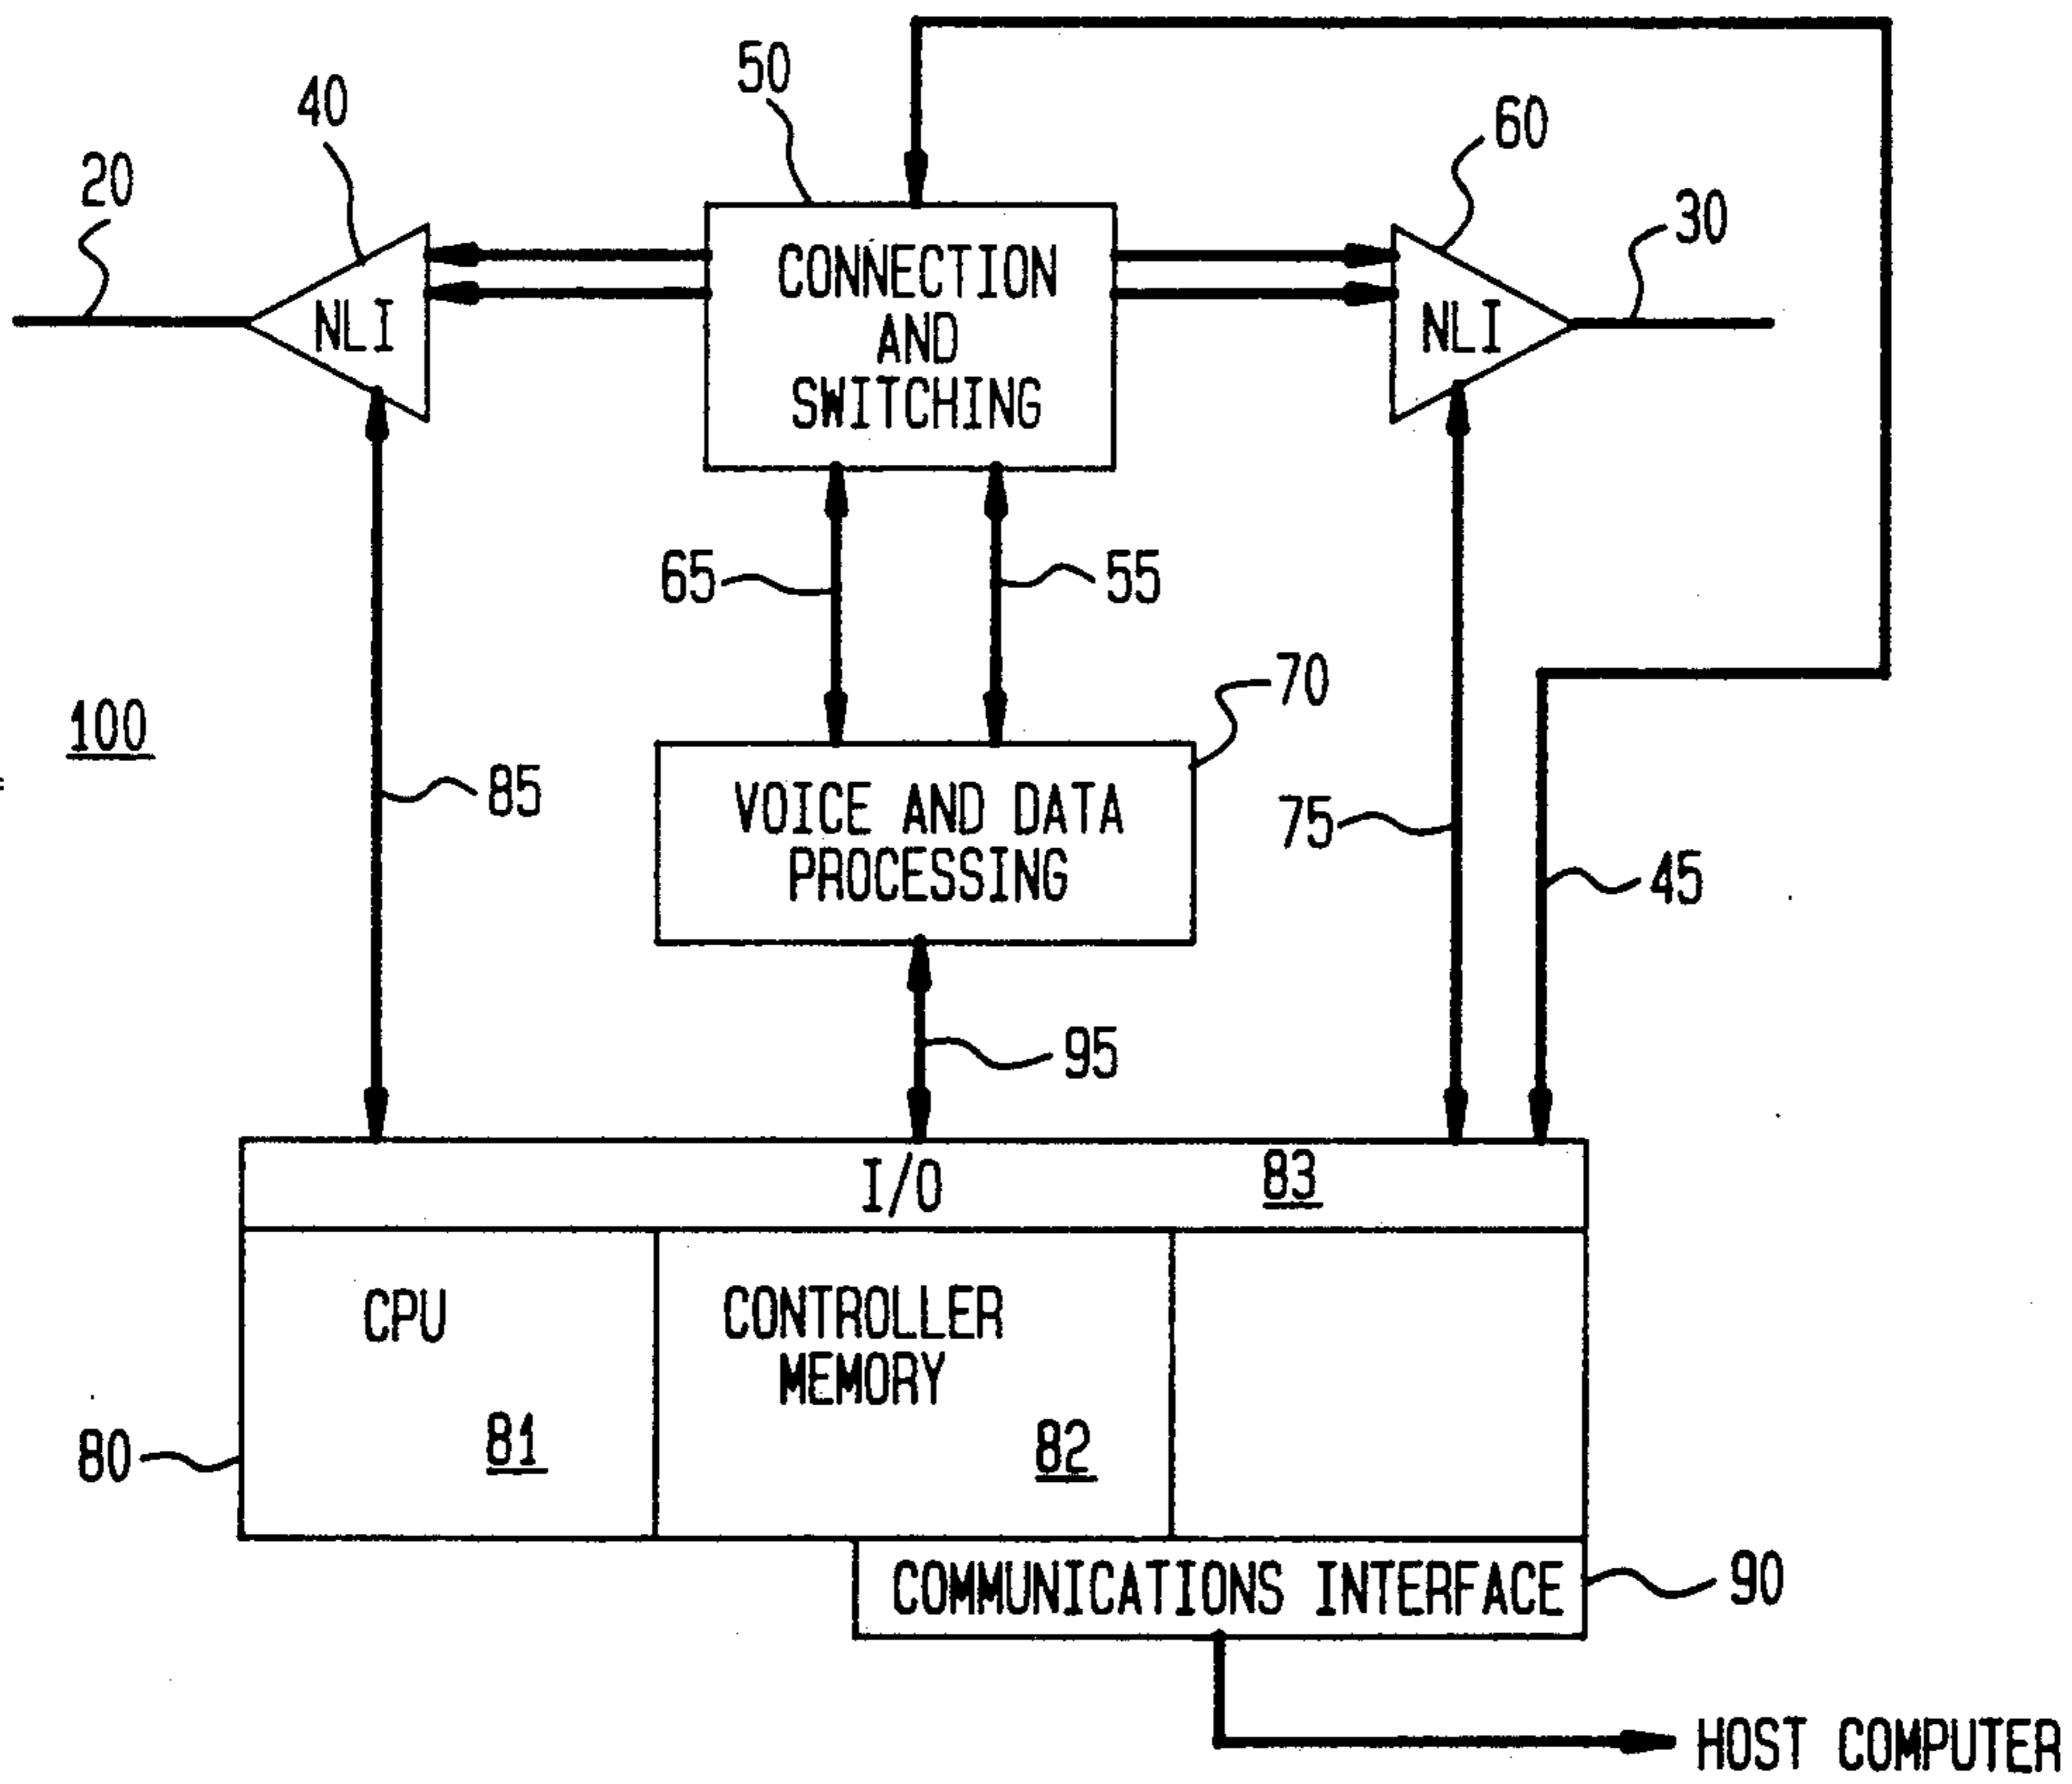 50
40
60
20
30
CONNECTION
AND
SWITCHING
NLI
NLI
65
55
70
100
85
VOICE AND DATA
PROCESSING
75
45
95
I/O
83
CPU
CONTROLLER
MEMORY
81
82
80
COMMUNICATIONS INTERFACE
90
HOST COMPUTER